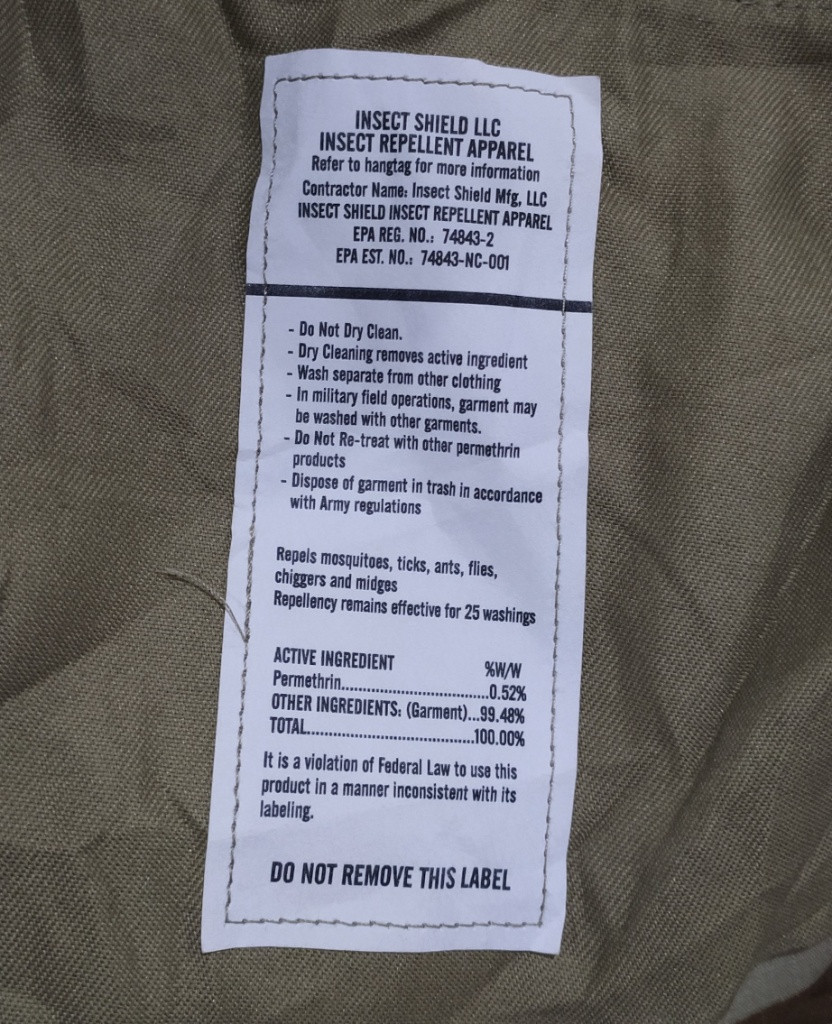 INSECT SHIELD LLC
INSECT REPELLENT APPAREL
Refer to hangtag for more information
Contractor Name: Insect Shield Mfg, LLC
INSECT SHIELD INSECT REPELLENT APPAREL
EPA REG. NO.: 74843-2
EPA EST. NO.: 74843-NC-001
- Do Not Dry Clean.
- Dry Cleaning removes active ingredient
- Wash separate from other clothing
- In military field operations, garment may
be washed with other garments.
- Do Not Re-treat with other permethrin
products
- Dispose of garment in trash in accordance
with Army regulations
Repels mosquitoes, ticks, ants, flies,
chiggers and midges
Repellency remains effective for 25 washings
ACTIVE INGREDIENT %W/W
Permethrin.................................0.52%
OTHER INGREDIENTS: (Garment)...99.48%
TOTAL......................................100.00%
It is a violation of Federal Law to use this
product in a manner inconsistent with its
labeling.
DO NOT REMOVE THIS LABEL